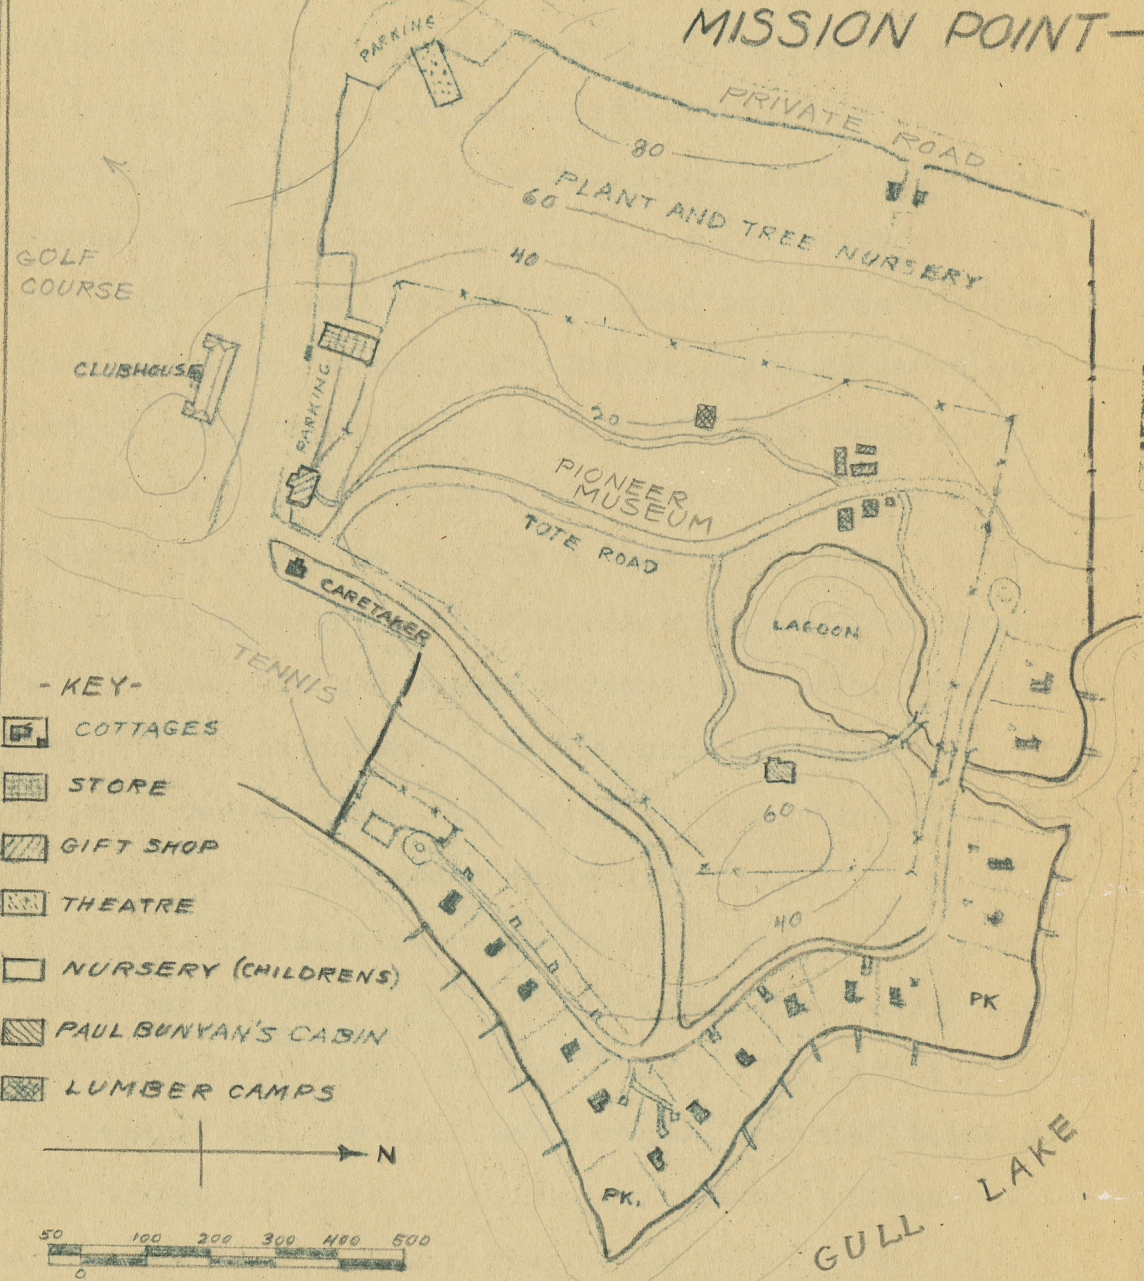 MISSION POINT—
PARKING
PRIVATE ROAD
80
PLANT AND TREE NURSERY
60
40
GOLF
COURSE
CLUBHOUSE
PARKING
20
PIONEER
MUSEUM
TOTE ROAD
CARETAKER
LAGOON
TENNIS
60
40
PK
PK.
GULL LAKE
-KEY-
COTTAGES
STORE
GIFT SHOP
THEATRE
NURSERY (CHILDRENS)
PAUL BUNYAN'S CABIN
LUMBER CAMPS
N
50 100 200 300 400 500
0